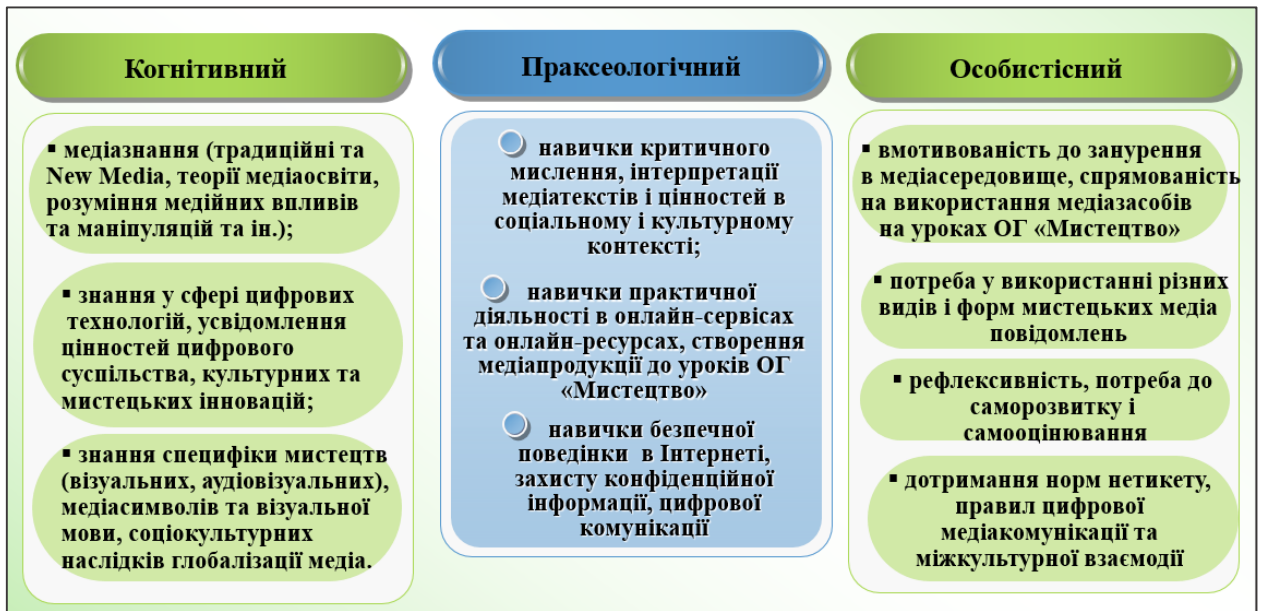 Когнітивний
▪ медіазнання (традиційні та
New Media, теорії медіаосвіти,
розуміння медійних впливів
та маніпуляцій та ін.);
▪ знання у сфері цифрових
технологій, усвідомлення
цінностей цифрового
суспільства, культурних та
мистецьких інновацій;
▪ знання специфіки мистецтв
(візуальних, аудіовізуальних),
медіасимволів та візуальної
мови, соціокультурних
наслідків глобалізації медіа.
Праксеологічний
навички критичного
мислення, інтерпретації
медіатекстів і цінностей в
соціальному і культурному
контексті;
навички практичної
діяльності в онлайн-сервісах
та онлайн-ресурсах, створення
медіапродукції до уроків ОГ
«Мистецтво»
навички безпечної
поведінки в Інтернеті,
захисту конфіденційної
інформації, цифрової
комунікації
Особистісний
▪ вмотивованість до занурення
в медіасередовище, спрямованість
на використання медіазасобів
на уроках ОГ «Мистецтво»
▪ потреба у використанні різних
видів і форм мистецьких медіа
повідомлень
▪ рефлексивність, потреба до
саморозвитку і
самооцінювання
▪ дотримання норм нетикету,
правил цифрової
медіакомунікації та
міжкультурної взаємодії